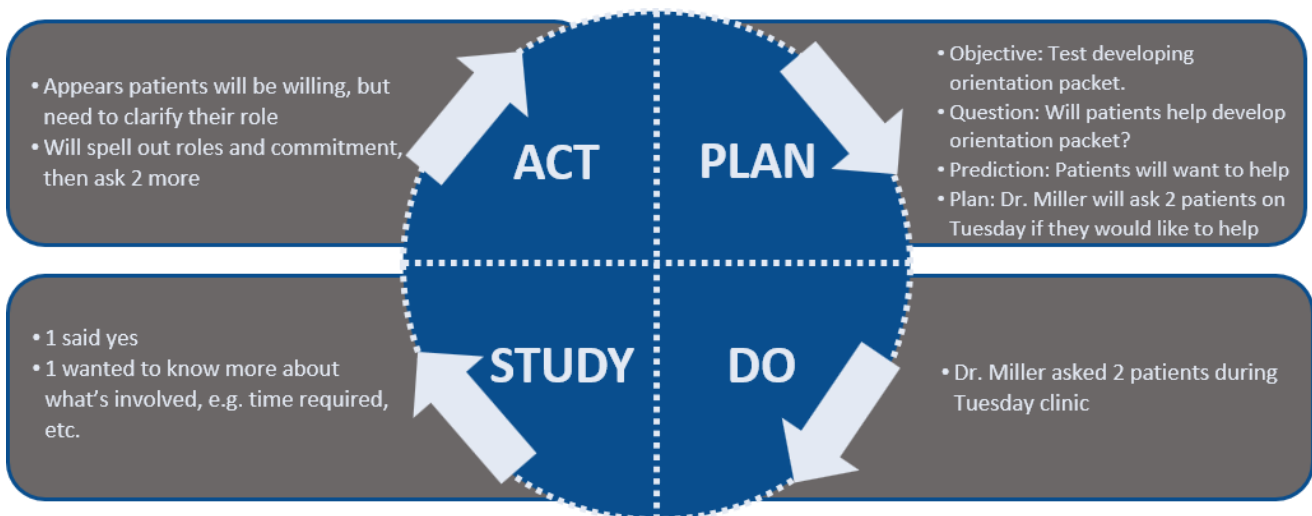 • Appears patients will be willing, but
need to clarify their role
• Will spell out roles and commitment,
then ask 2 more
ACT
PLAN
• Objective: Test developing
orientation packet.
• Question: Will patients help develop
orientation packet?
• Prediction: Patients will want to help
• Plan: Dr. Miller will ask 2 patients on
Tuesday if they would like to help
• 1 said yes
• 1 wanted to know more about
what's involved, e.g. time required,
etc.
STUDY
DO
• Dr. Miller asked 2 patients during
Tuesday clinic